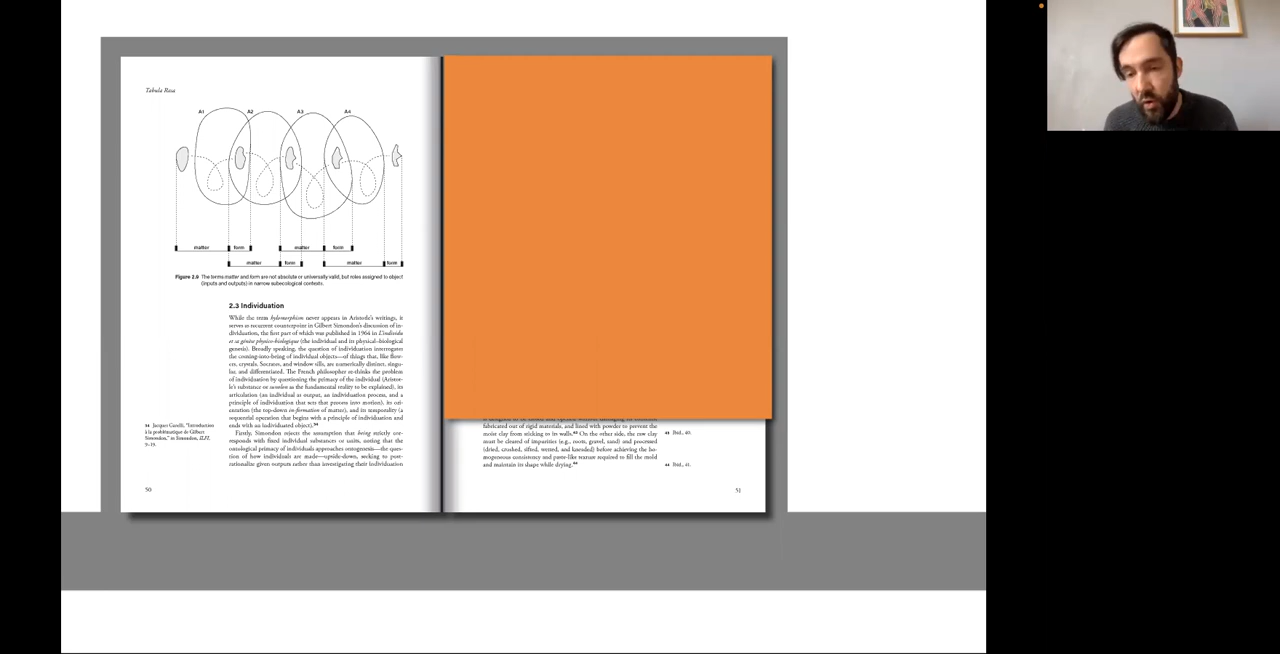 Tabula Rasa
A1 A2 A3 A4
matter form matter form
matter form matter form
Figure 2.9 The terms matter and form are not absolute or universally valid, but roles assigned to object
(inputs and outputs) in narrow subecological contexts.
2.3 Individuation
While the term hylemorphism never appears in Aristotle's writings, it
serves as recurrent counterpoint in Gilbert Simondon's discussion of in-
dividuation, the first part of which was published in 1964 in L'individu
et sa genèse physico-biologique (the individual and its physical–biological
genesis). Broadly speaking, the question of individuation interrogates
the coming-into-being of individual objects—of things that, like flow-
ers, crystals, Socrates, and window sills, are numerically distinct, singu-
lar, and differentiated. The French philosopher re-thinks the problem
of individuation by questioning the primacy of the individual (Aristot-
le's substance or as the fundamental reality to be explained), its
articulation (an individual as output, an individuation process, and a
principle of individuation that sets that process into motion), its ori-
entation (the top-down in-formation of matter), and its temporality (a
sequential operation that begins with a principle of individuation and
ends with an individuated object).
Firstly, Simondon rejects the assumption that being strictly cor-
responds with fixed individual substances or units, noting that the
ontological primacy of individuals approaches ontogenesis—the ques-
tion of how individuals are made—upside-down, seeking to post-
rationalize given outputs rather than investigating their individuation
Jacques Garelli, "Introduction
à la problématique de Gilbert
Simondon," in Simondon, ILFI,
50
fabricated out of rigid materials, and lined with powder to prevent the
moist clay from sticking to its walls. On the other side, the raw clay
must be cleared of impurities (e.g., roots, gravel, sand) and processed
(dried, crushed, sifted, wetted, and kneaded) before achieving the ho-
mogeneous consistency and paste-like texture required to fill the mold
and maintain its shape while drying.
Ibid., 40.
Ibid., 41.
51